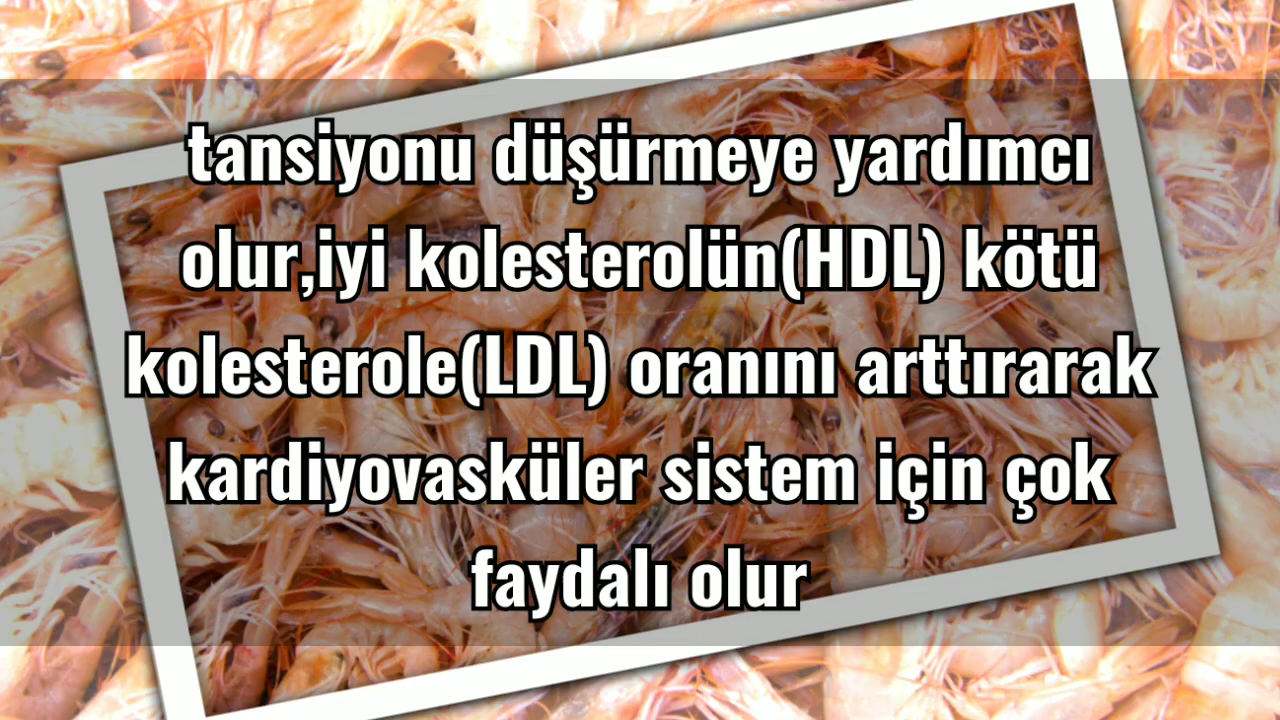 tansiyonu düşürmeye yardımcı
olur,iyi kolesterolün(HDL) kötü
kolesterole(LDL) oranını arttırarak
kardiyovasküler sistem için çok
faydalı olur